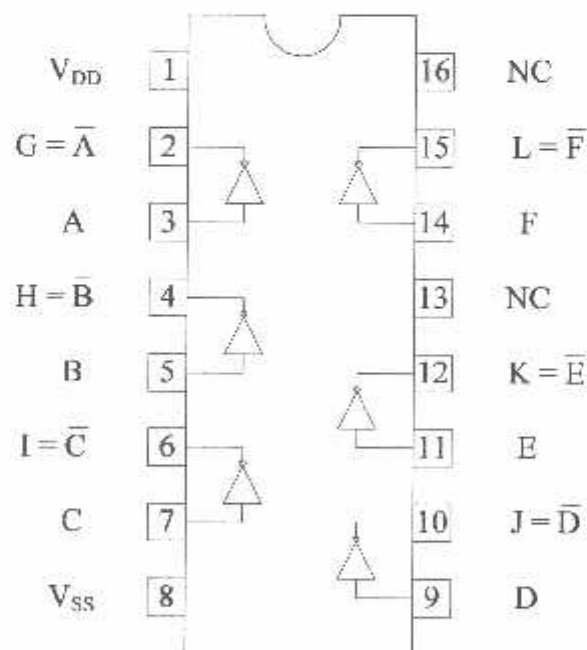 V_DD 1 16 NC
G = A̅ 2 15 L = F̅
A 3 14 F
H = B̅ 4 13 NC
B 5 12 K = E̅
I = C̅ 6 11 E
C 7 10 J = D̅
V_SS 8 9 D